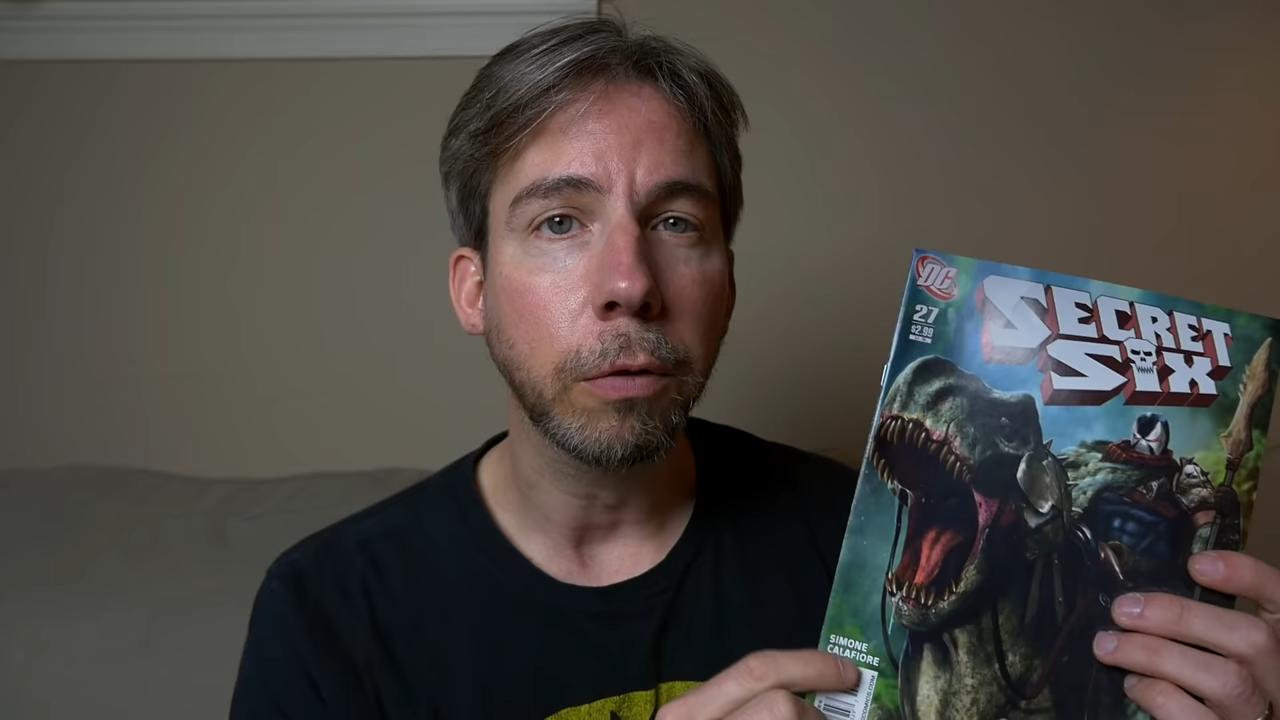 DC
27
$2.99
SECRET
SIX
SIMONE
CALAFIORE